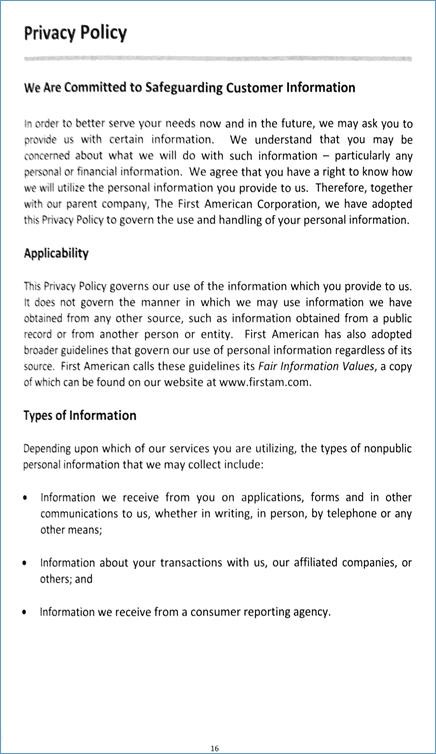 Privacy Policy
We Are Committed to Safeguarding Customer Information
In order to better serve your needs now and in the future, we may ask you to
provide us with certain information. We understand that you may be
concerned about what we will do with such information – particularly any
personal or financial information. We agree that you have a right to know how
we will utilize the personal information you provide to us. Therefore, together
with our parent company, The First American Corporation, we have adopted
this Privacy Policy to govern the use and handling of your personal information.
Applicability
This Privacy Policy governs our use of the information which you provide to us.
It does not govern the manner in which we may use information we have
obtained from any other source, such as information obtained from a public
record or from another person or entity. First American has also adopted
broader guidelines that govern our use of personal information regardless of its
source. First American calls these guidelines its Fair Information Values, a copy
of which can be found on our website at www.firstam.com.
Types of Information
Depending upon which of our services you are utilizing, the types of nonpublic
personal information that we may collect include:
• Information we receive from you on applications, forms and in other
communications to us, whether in writing, in person, by telephone or any
other means;
• Information about your transactions with us, our affiliated companies, or
others; and
• Information we receive from a consumer reporting agency.
16